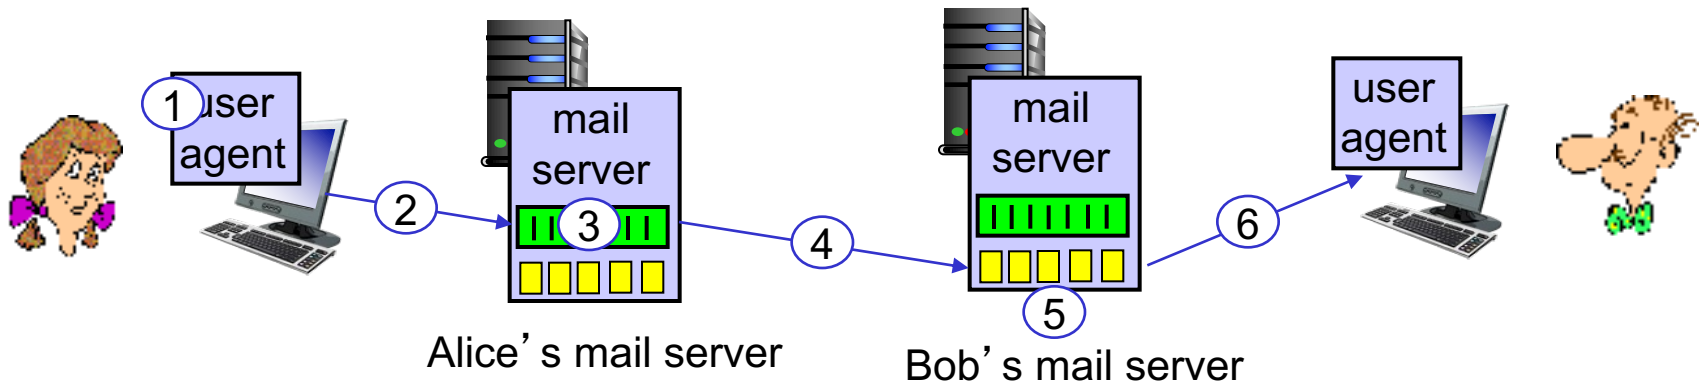 1
user
agent
2
mail
server
3
Alice’s mail server
4
mail
server
5
Bob’s mail server
6
user
agent